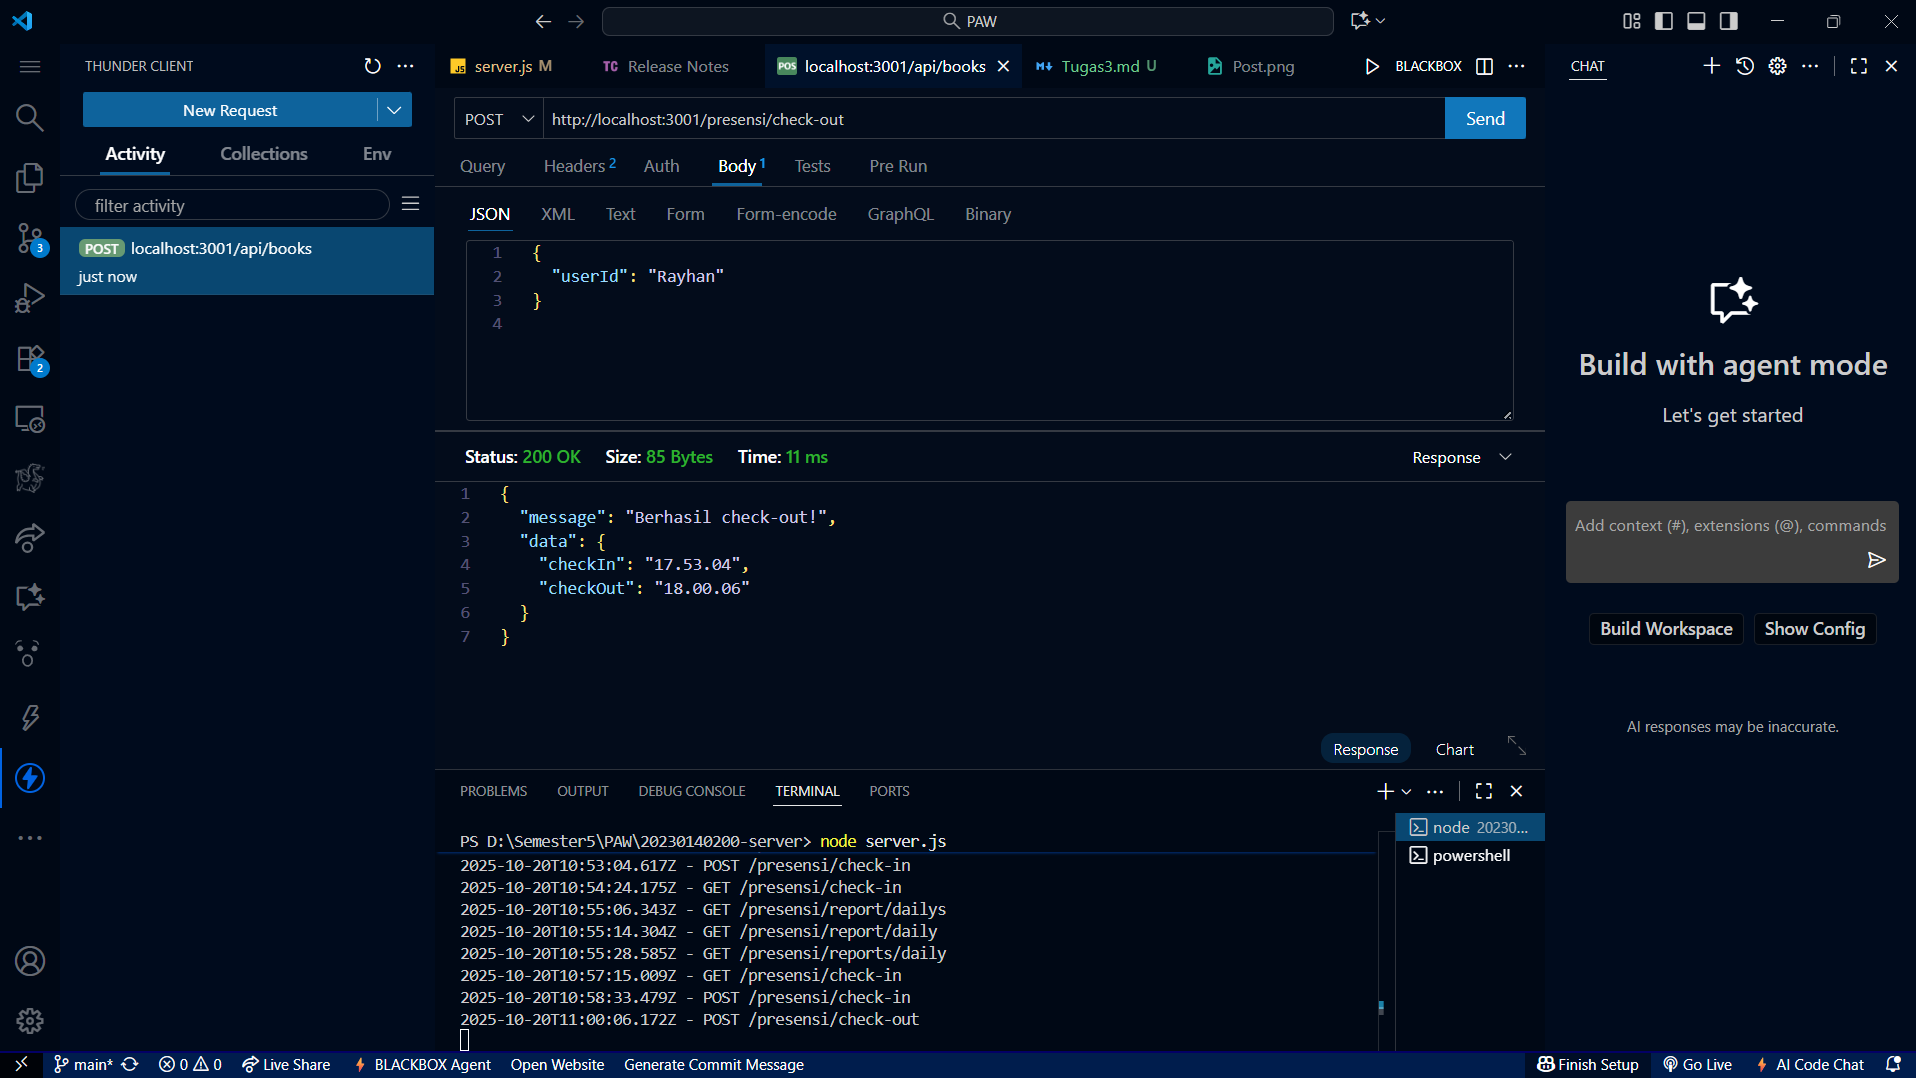 PAW
THUNDER CLIENT
New Request
Activity
Collections
Env
filter activity
POST localhost:3001/api/books
just now
3
2
JS server.js M
TC Release Notes
POS localhost:3001/api/books
Tugas3.md U
Post.png
BLACKBOX
POST
http://localhost:3001/presensi/check-out
Send
Query
Headers 2
Auth
Body 1
Tests
Pre Run
JSON
XML
Text
Form
Form-encode
GraphQL
Binary
1 {
2 "userId": "Rayhan"
3 }
4
Status: 200 OK Size: 85 Bytes Time: 11 ms
Response
1 {
2 "message": "Berhasil check-out!",
3 "data": {
4 "checkIn": "17.53.04",
5 "checkOut": "18.00.06"
6 }
7 }
Response
Chart
PROBLEMS
OUTPUT
DEBUG CONSOLE
TERMINAL
PORTS
PS D:\Semester5\PAW\20230140200-server> node server.js
2025-10-20T10:53:04.617Z - POST /presensi/check-in
2025-10-20T10:54:24.175Z - GET /presensi/check-in
2025-10-20T10:55:06.343Z - GET /presensi/report/dailys
2025-10-20T10:55:14.304Z - GET /presensi/report/daily
2025-10-20T10:55:28.585Z - GET /presensi/reports/daily
2025-10-20T10:57:15.009Z - GET /presensi/check-in
2025-10-20T10:58:33.479Z - POST /presensi/check-in
2025-10-20T11:00:06.172Z - POST /presensi/check-out
node 20230...
powershell
CHAT
Build with agent mode
Let's get started
Add context (#), extensions (@), commands
Build Workspace
Show Config
AI responses may be inaccurate.
main*
0
0
Live Share
BLACKBOX Agent
Open Website
Generate Commit Message
Finish Setup
Go Live
AI Code Chat